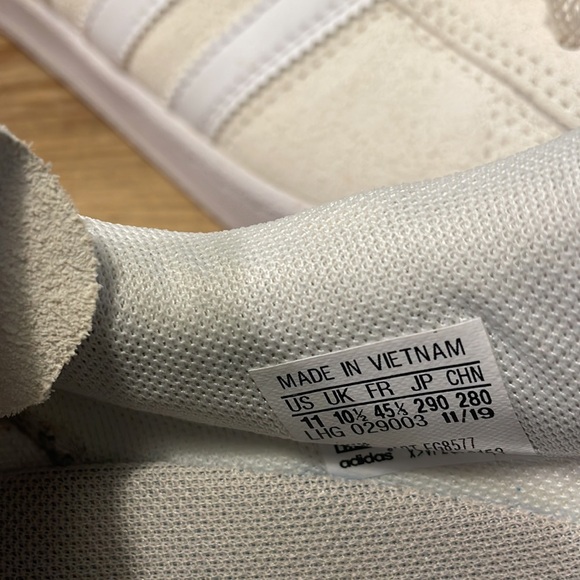 MADE IN VIETNAM
US UK FR JP CHN
11 10½ 45⅓ 290 280
LHG 029003 11/19
EG8577
adidas